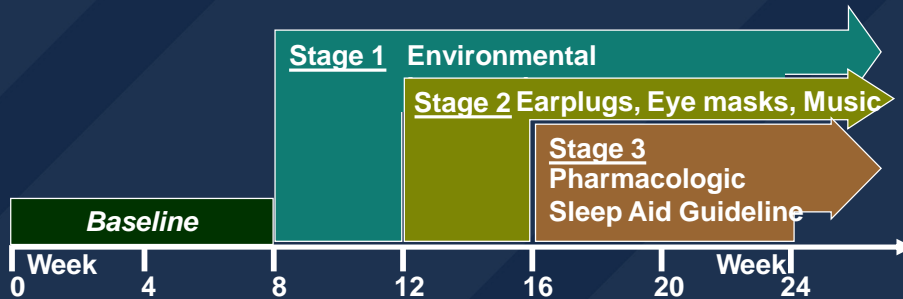 Stage 1 Environmental
Stage 2 Earplugs, Eye masks, Music
Stage 3
Pharmacologic
Sleep Aid Guideline
Baseline
Week Week
0 4 8 12 16 20 24